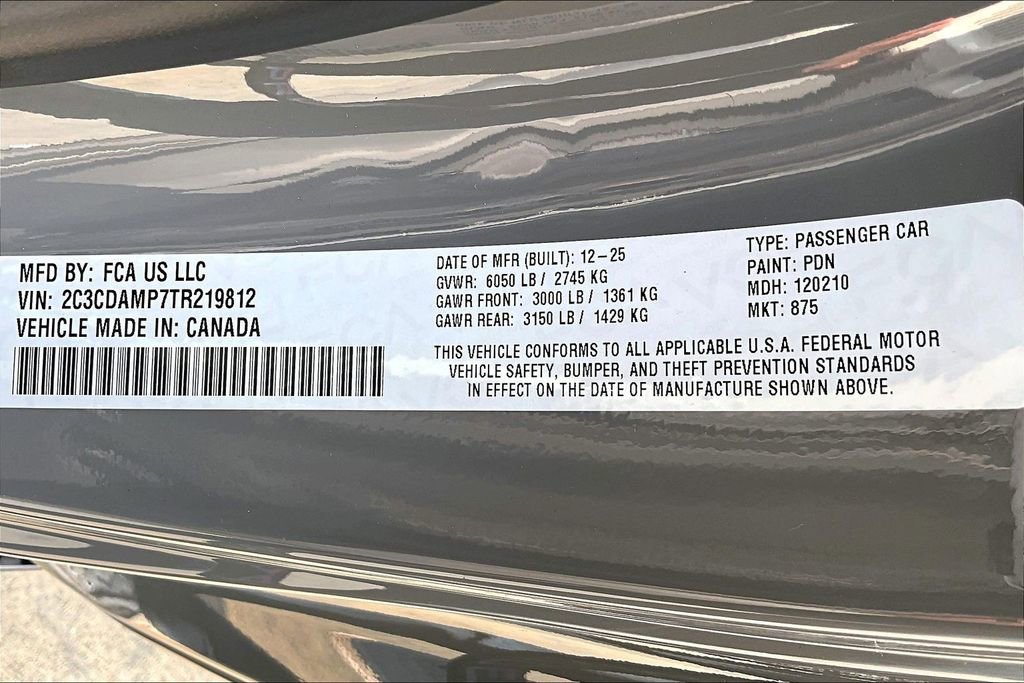 MFD BY: FCA US LLC
VIN: 2C3CDAMP7TR219812
VEHICLE MADE IN: CANADA
DATE OF MFR (BUILT): 12-25
GVWR: 6050 LB / 2745 KG
GAWR FRONT: 3000 LB / 1361 KG
GAWR REAR: 3150 LB / 1429 KG
TYPE: PASSENGER CAR
PAINT: PDN
MDH: 120210
MKT: 875
THIS VEHICLE CONFORMS TO ALL APPLICABLE U.S.A. FEDERAL MOTOR
VEHICLE SAFETY, BUMPER, AND THEFT PREVENTION STANDARDS
IN EFFECT ON THE DATE OF MANUFACTURE SHOWN ABOVE.